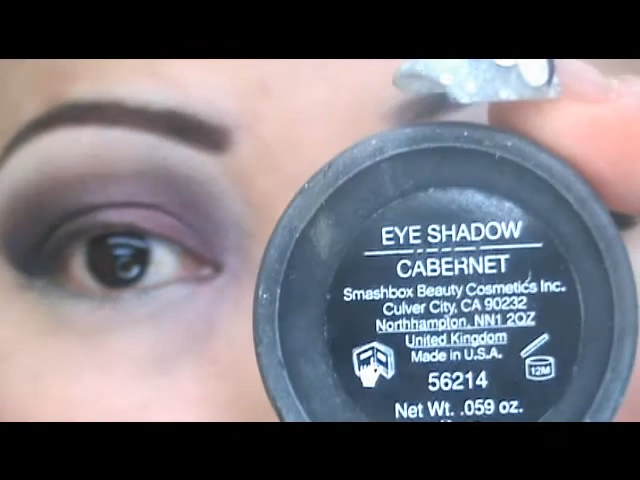 EYE SHADOW
CABERNET
Smashbox Beauty Cosmetics Inc.
Culver City, CA 90232
Northhampton, NN1 2QZ
United Kingdom
Made in U.S.A.
12M
56214
Net Wt. .059 oz.